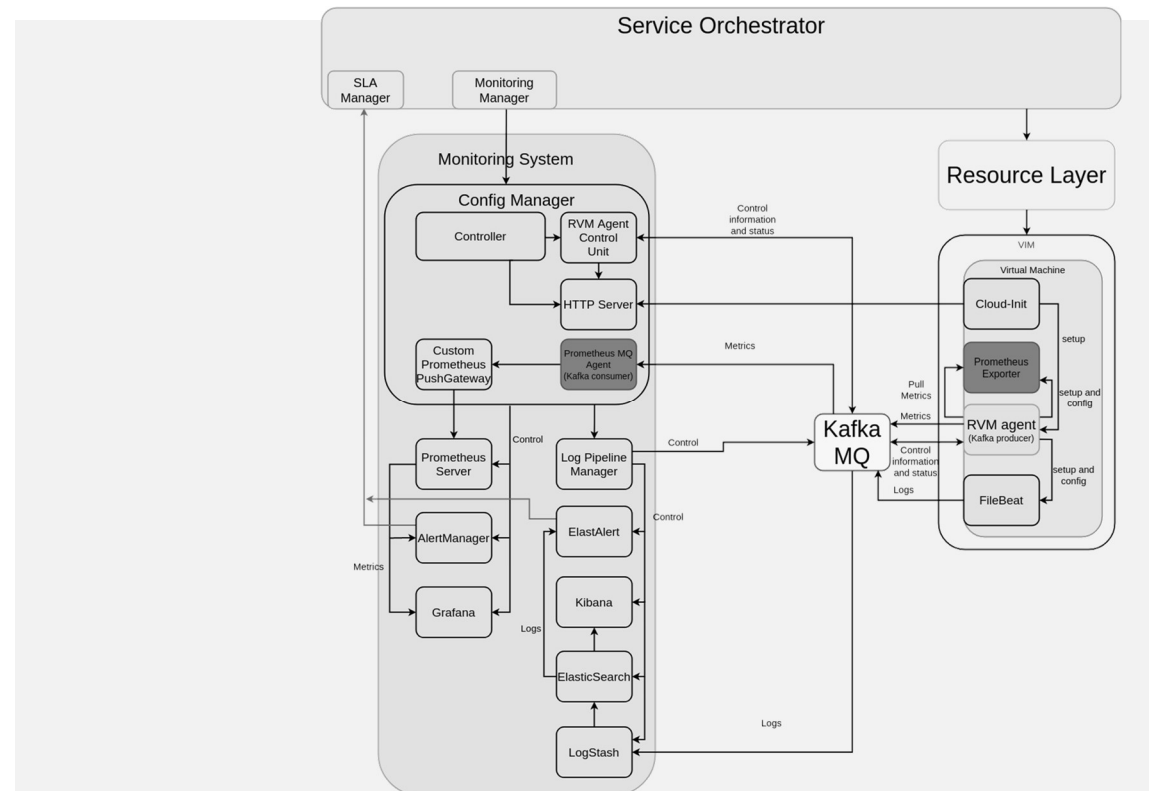 Service Orchestrator
SLA
Manager
Monitoring
Manager
Monitoring System
Config Manager
Controller
RVM Agent
Control
Unit
HTTP Server
Custom
Prometheus
PushGateway
Prometheus MQ
Agent
(Kafka consumer)
Control
information
and status
Metrics
Resource Layer
VIM
Virtual Machine
Cloud-Init
setup
Prometheus
Exporter
setup and
config
Pull
Metrics
Metrics
RVM agent
(Kafka producer)
Control
information
and status
setup and
config
Logs
FileBeat
Kafka
MQ
Prometheus
Server
Control
Log Pipeline
Manager
Control
AlertManager
ElastAlert
Control
Metrics
Grafana
Kibana
Logs
ElasticSearch
LogStash
Logs